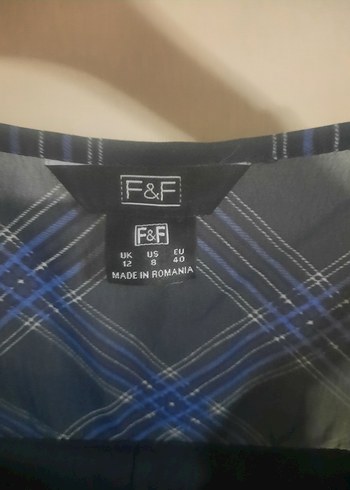 F&F
F&F
UK US EU
12 8 40
MADE IN ROMANIA